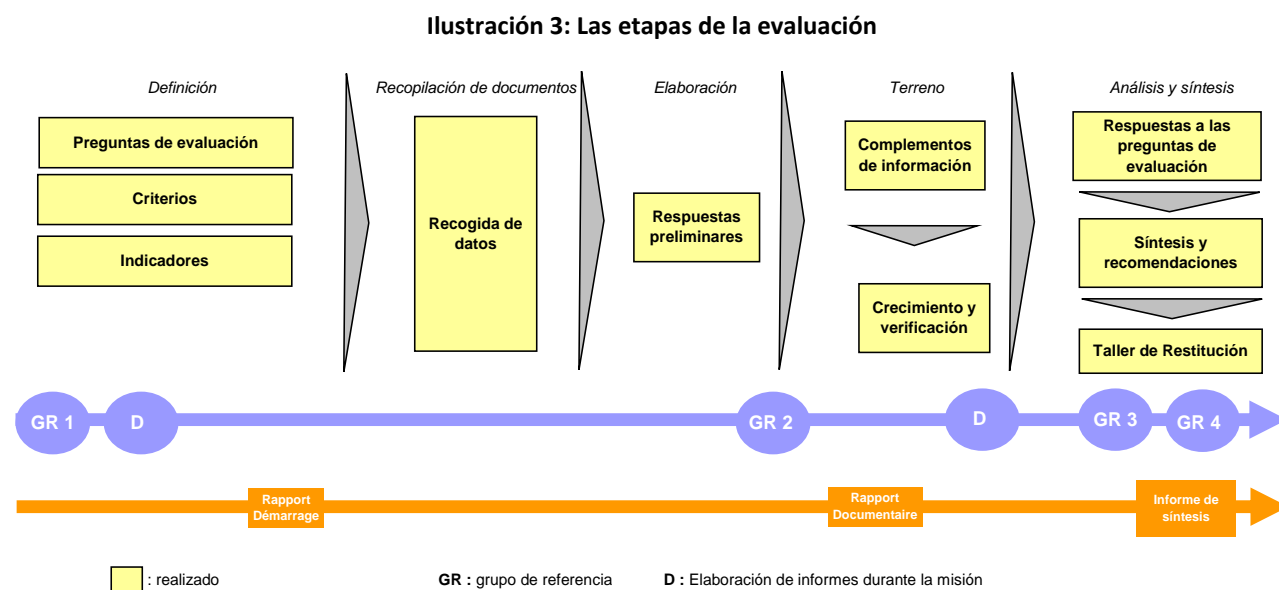 Ilustración 3: Las etapas de la evaluación
Definición
Recopilación de documentos
Elaboración
Terreno
Análisis y síntesis
Preguntas de evaluación
Criterios
Indicadores
Recogida de
datos
Respuestas
preliminares
Complementos
de información
Crecimiento y
verificación
Respuestas a las
preguntas de
evaluación
Síntesis y
recomendaciones
Taller de Restitución
GR 1
D
GR 2
D
GR 3
GR 4
Rapport
Démarrage
Rapport
Documentaire
Informe de
síntesis
: realizado
GR : grupo de referencia
D : Elaboración de informes durante la misión